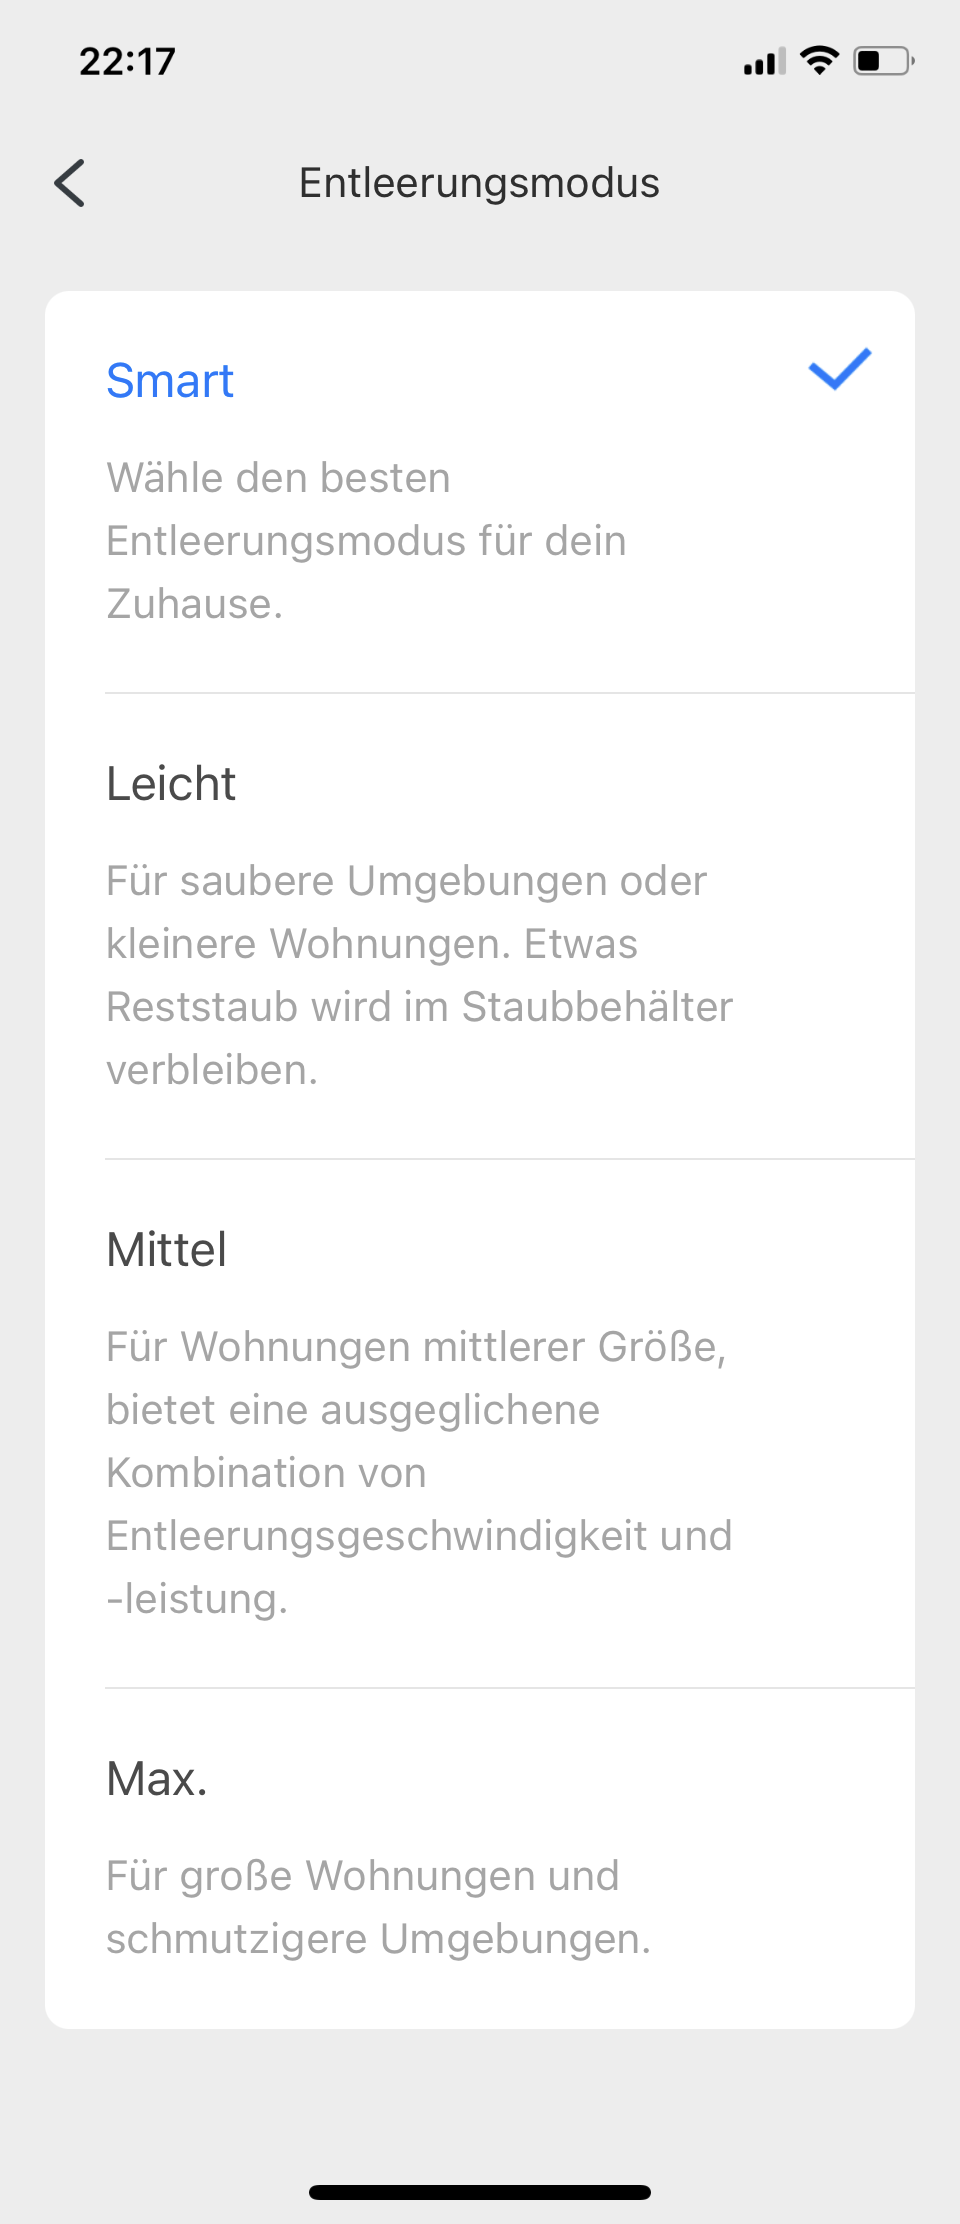 22:17
Entleerungsmodus
Smart
Wähle den besten
Entleerungsmodus für dein
Zuhause.
Leicht
Für saubere Umgebungen oder
kleinere Wohnungen. Etwas
Reststaub wird im Staubbehälter
verbleiben.
Mittel
Für Wohnungen mittlerer Größe,
bietet eine ausgeglichene
Kombination von
Entleerungsgeschwindigkeit und
-leistung.
Max.
Für große Wohnungen und
schmutzigere Umgebungen.